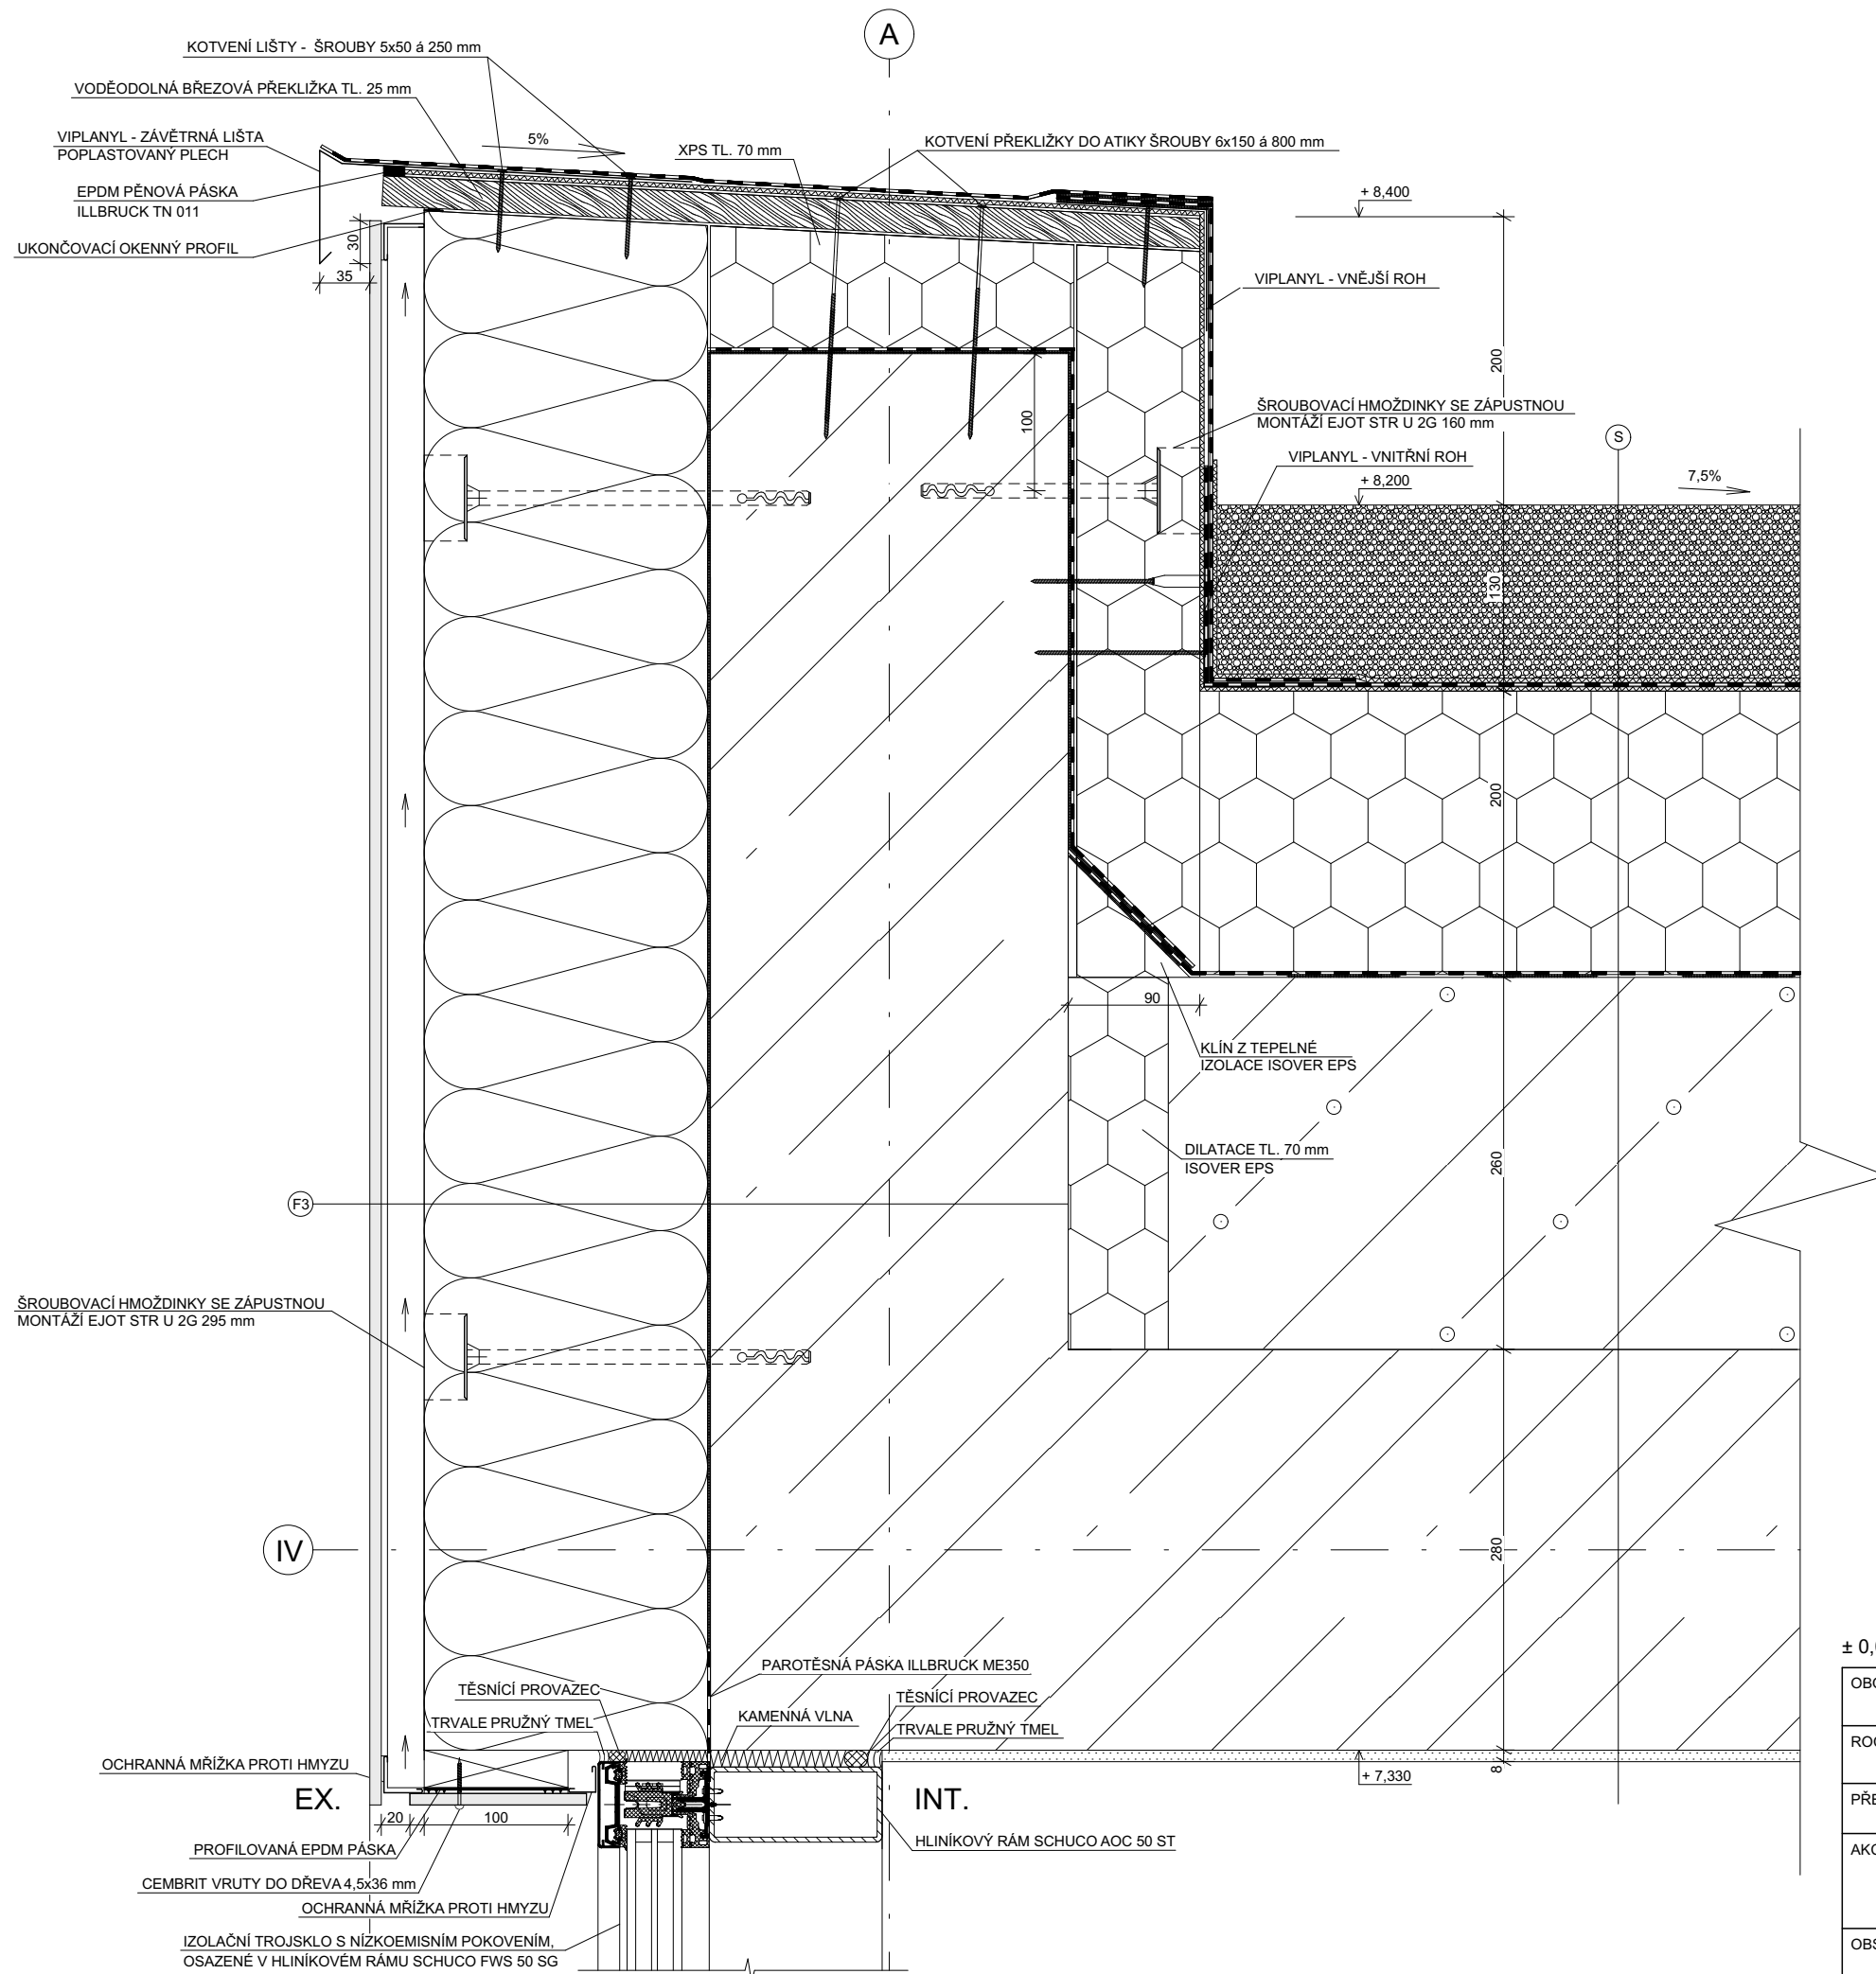 A
KOTVENÍ LIŠTY - ŠROUBY 5x50 á 250 mm
VODĚODOLNÁ BŘEZOVÁ PŘEKLIŽKA TL. 25 mm
VIPLANYL - ZÁVĚTRNÁ LIŠTA
POPLASTOVANÝ PLECH
EPDM PĚNOVÁ PÁSKA
ILLBRUCK TN 011
UKONČOVACÍ OKENNÝ PROFIL
5%
XPS TL. 70 mm
KOTVENÍ PŘEKLIŽKY DO ATIKY ŠROUBY 6x150 á 800 mm
+ 8,400
30
35
VIPLANYL - VNĚJŠÍ ROH
200
100
ŠROUBOVACÍ HMOŽDINKY SE ZÁPUSTNOU
MONTÁŽÍ EJOT STR U 2G 160 mm
S
VIPLANYL - VNITŘNÍ ROH
+ 8,200
7,5%
130
200
90
KLÍN Z TEPELNÉ
IZOLACE ISOVER EPS
DILATACE TL. 70 mm
ISOVER EPS
260
F3
ŠROUBOVACÍ HMOŽDINKY SE ZÁPUSTNOU
MONTÁŽÍ EJOT STR U 2G 295 mm
IV
280
PAROTĚSNÁ PÁSKA ILLBRUCK ME350
TĚSNÍCÍ PROVAZEC
TĚSNÍCÍ PROVAZEC
KAMENNÁ VLNA
TRVALE PRUŽNÝ TMEL
TRVALE PRUŽNÝ TMEL
OCHRANNÁ MŘÍŽKA PROTI HMYZU
8
+ 7,330
EX.
INT.
20
100
HLINÍKOVÝ RÁM SCHUCO AOC 50 ST
PROFILOVANÁ EPDM PÁSKA
CEMBRIT VRUTY DO DŘEVA 4,5x36 mm
OCHRANNÁ MŘÍŽKA PROTI HMYZU
IZOLAČNÍ TROJSKLO S NÍZKOEMISNÍM POKOVENÍM,
OSAZENÉ V HLINÍKOVÉM RÁMU SCHUCO FWS 50 SG
± 0,